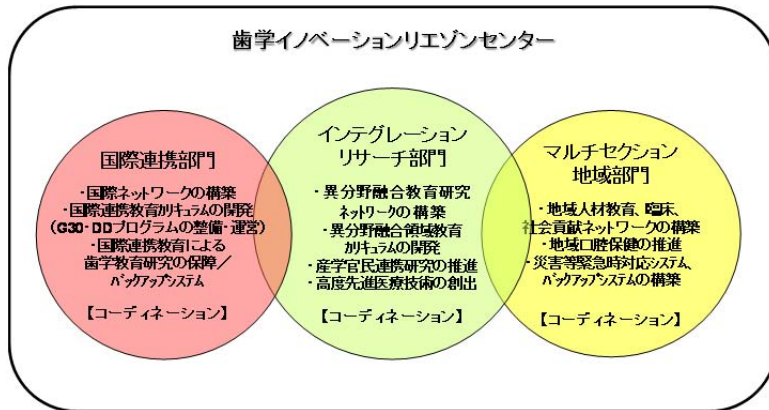 歯学イノベーションリエゾンセンター
国際連携部門
・国際ネットワークの構築
・国際連携教育カリキュラムの開発
(G30・DDプログラムの整備・運営)
・国際連携教育による
歯学教育研究の保障／
バックアップシステム
【コーディネーション】
インテグレーション
リサーチ部門
・異分野融合教育研究
ネットワークの構築
・異分野融合領域教育
カリキュラムの開発
・産学官民連携研究の推進
・高度先進医療技術の創出
【コーディネーション】
マルチセクション
地域部門
・地域人材教育、臨床、
社会貢献ネットワークの構築
・地域口腔保健の推進
・災害等緊急時対応システム、
バックアップシステムの構築
【コーディネーション】